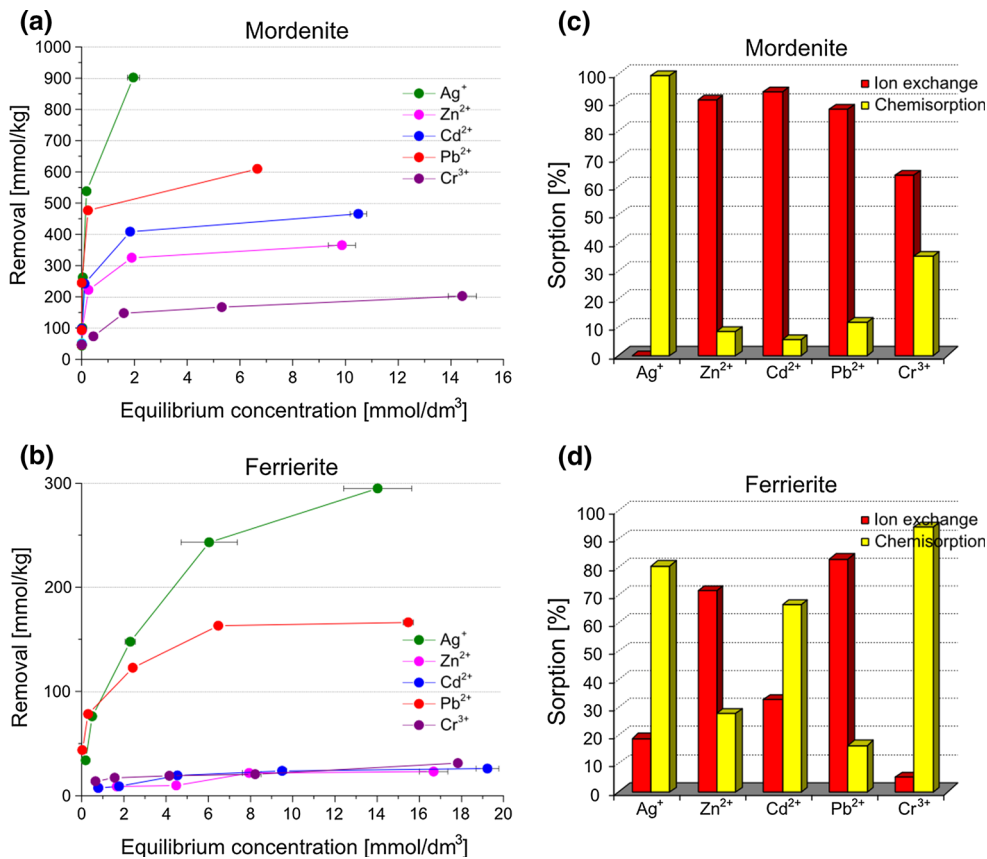 (a)
Mordenite
Removal [mmol/kg]
1000
900
800
700
600
500
400
300
200
100
0
Ag⁺
Zn²⁺
Cd²⁺
Pb²⁺
Cr³⁺
0 2 4 6 8 10 12 14 16
Equilibrium concentration [mmol/dm³]
(c)
Mordenite
Sorption [%]
100
90
80
70
60
50
40
30
20
10
0
Ion exchange
Chemisorption
Ag⁺ Zn²⁺ Cd²⁺ Pb²⁺ Cr³⁺
(b)
Ferrierite
Removal [mmol/kg]
300
200
100
0
Ag⁺
Zn²⁺
Cd²⁺
Pb²⁺
Cr³⁺
0 2 4 6 8 10 12 14 16 18 20
Equilibrium concentration [mmol/dm³]
(d)
Ferrierite
Sorption [%]
100
90
80
70
60
50
40
30
20
10
0
Ion exchange
Chemisorption
Ag⁺ Zn²⁺ Cd²⁺ Pb²⁺ Cr³⁺